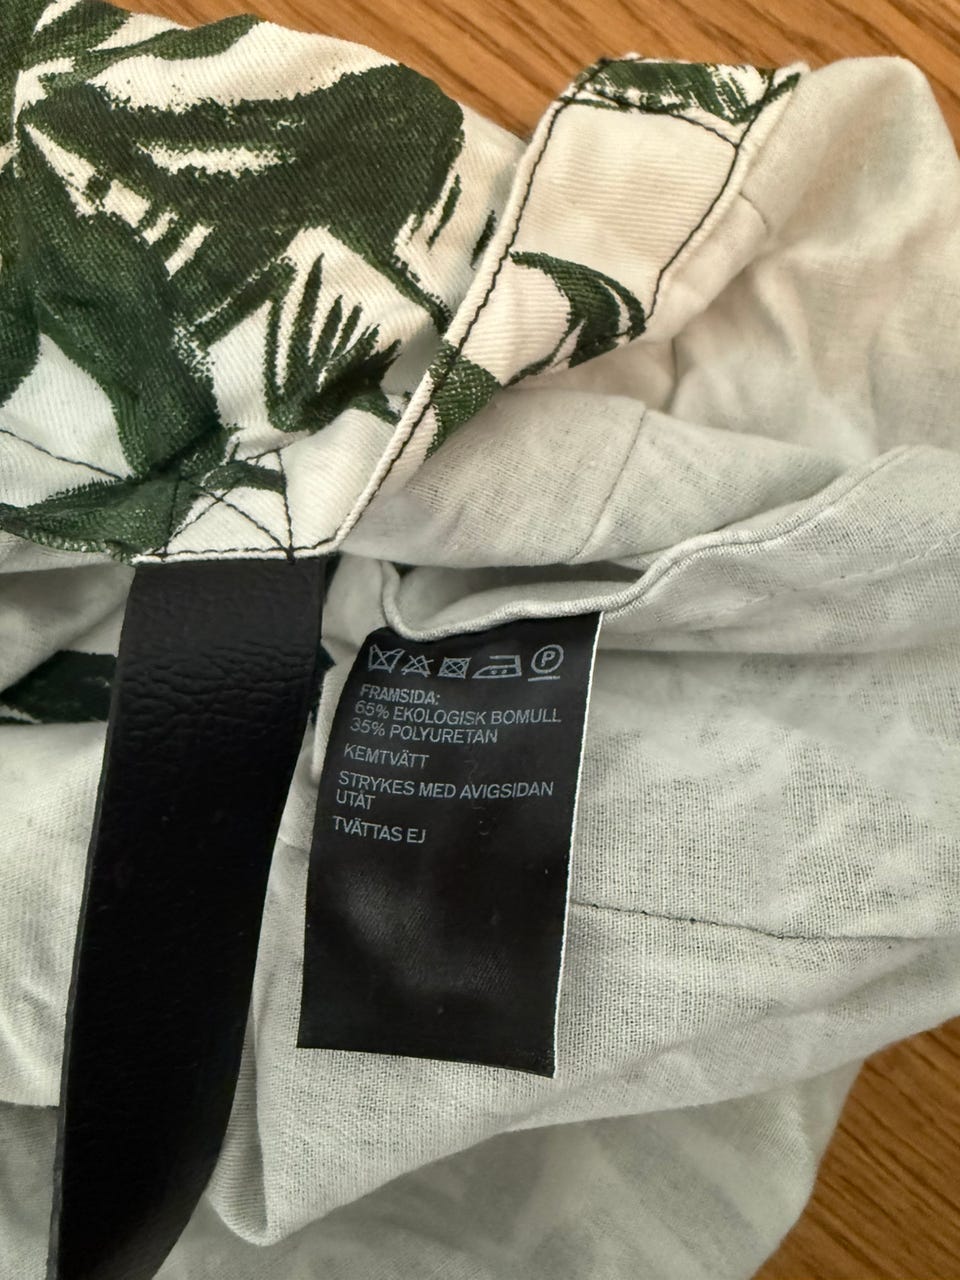 P
FRAMSIDA:
65% EKOLOGISK BOMULL
35% POLYURETAN
KEMTVÄTT
STRYKES MED AVIGSIDAN
UTÅT
TVÄTTAS EJ